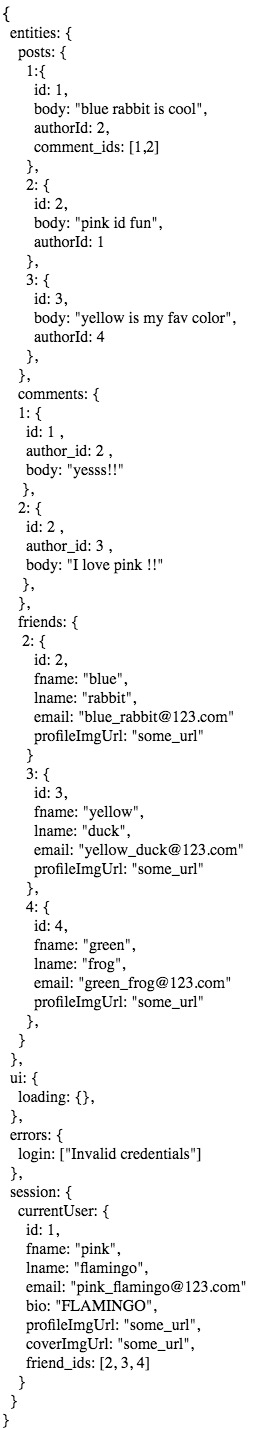 {
entities: {
posts: {
1:{
id: 1,
body: "blue rabbit is cool",
authorId: 2,
comment_ids: [1,2]
},
2: {
id: 2,
body: "pink id fun",
authorId: 1
},
3: {
id: 3,
body: "yellow is my fav color",
authorId: 4
},
},
comments: {
1: {
id: 1 ,
author_id: 2 ,
body: "yesss!!"
},
2: {
id: 2 ,
author_id: 3 ,
body: "I love pink !!"
},
},
friends: {
2: {
id: 2,
fname: "blue",
lname: "rabbit",
email: "blue_rabbit@123.com"
profileImgUrl: "some_url"
}
3: {
id: 3,
fname: "yellow",
lname: "duck",
email: "yellow_duck@123.com"
profileImgUrl: "some_url"
},
4: {
id: 4,
fname: "green",
lname: "frog",
email: "green_frog@123.com"
profileImgUrl: "some_url"
},
}
},
ui: {
loading: {},
},
errors: {
login: ["Invalid credentials"]
},
session: {
currentUser: {
id: 1,
fname: "pink",
lname: "flamingo",
email: "pink_flamingo@123.com"
bio: "FLAMINGO",
profileImgUrl: "some_url",
coverImgUrl: "some_url",
friend_ids: [2, 3, 4]
}
}
}